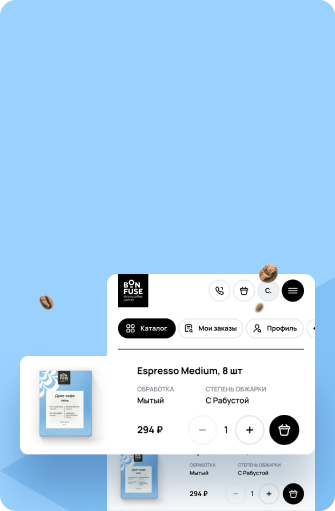 BON
FUSE
C.
Каталог
Мои заказы
Профиль
Espresso Medium, 8 шт
ОБРАБОТКА
СТЕПЕНЬ ОБЖАРКИ
Мытый
С Рабустой
294 ₽
1
Дрип кофе
ОБРАБОТКА
СТЕПЕНЬ ОБЖАРКИ
Мытый
С Рабустой
294 ₽
1